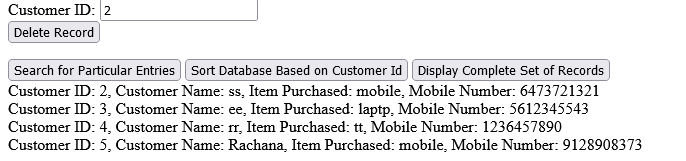 Customer ID: 2
Delete Record
Search for Particular Entries Sort Database Based on Customer Id Display Complete Set of Records
Customer ID: 2, Customer Name: ss, Item Purchased: mobile, Mobile Number: 6473721321
Customer ID: 3, Customer Name: ee, Item Purchased: laptp, Mobile Number: 5612345543
Customer ID: 4, Customer Name: rr, Item Purchased: tt, Mobile Number: 1236457890
Customer ID: 5, Customer Name: Rachana, Item Purchased: mobile, Mobile Number: 9128908373